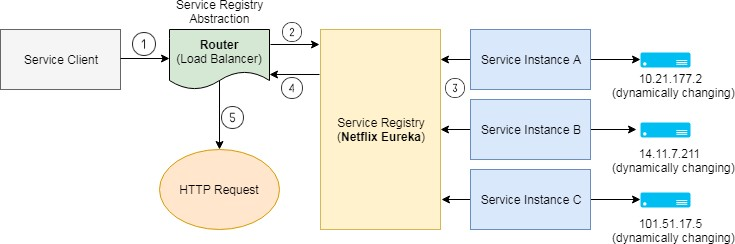 Service Registry
Abstraction
Service Client
1
Router
(Load Balancer)
2
4
5
HTTP Request
Service Registry
(Netflix Eureka)
3
Service Instance A
10.21.177.2
(dynamically changing)
Service Instance B
14.11.7.211
(dynamically changing)
Service Instance C
101.51.17.5
(dynamically changing)